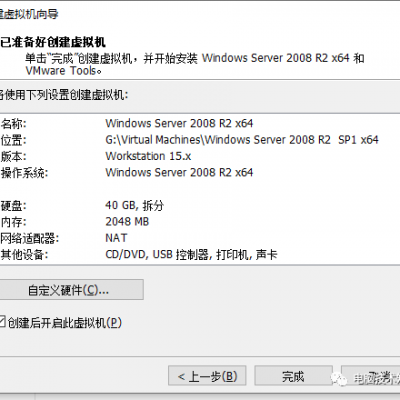 建虚拟机向导
已准备好创建虚拟机
单击“完成”创建虚拟机，并开始安装 Windows Server 2008 R2 x64 和
VMware Tools。
将使用下列设置创建虚拟机:
名称: Windows Server 2008 R2 x64
位置: G:\Virtual Machines\Windows Server 2008 R2 SP1 x64
版本: Workstation 15.x
操作系统: Windows Server 2008 R2 x64
硬盘: 40 GB, 拆分
内存: 2048 MB
网络适配器: NAT
其他设备: CD/DVD, USB 控制器, 打印机, 声卡
自定义硬件(C)...
创建后开启此虚拟机(P)
< 上一步(B) 完成 取消
电脑技术